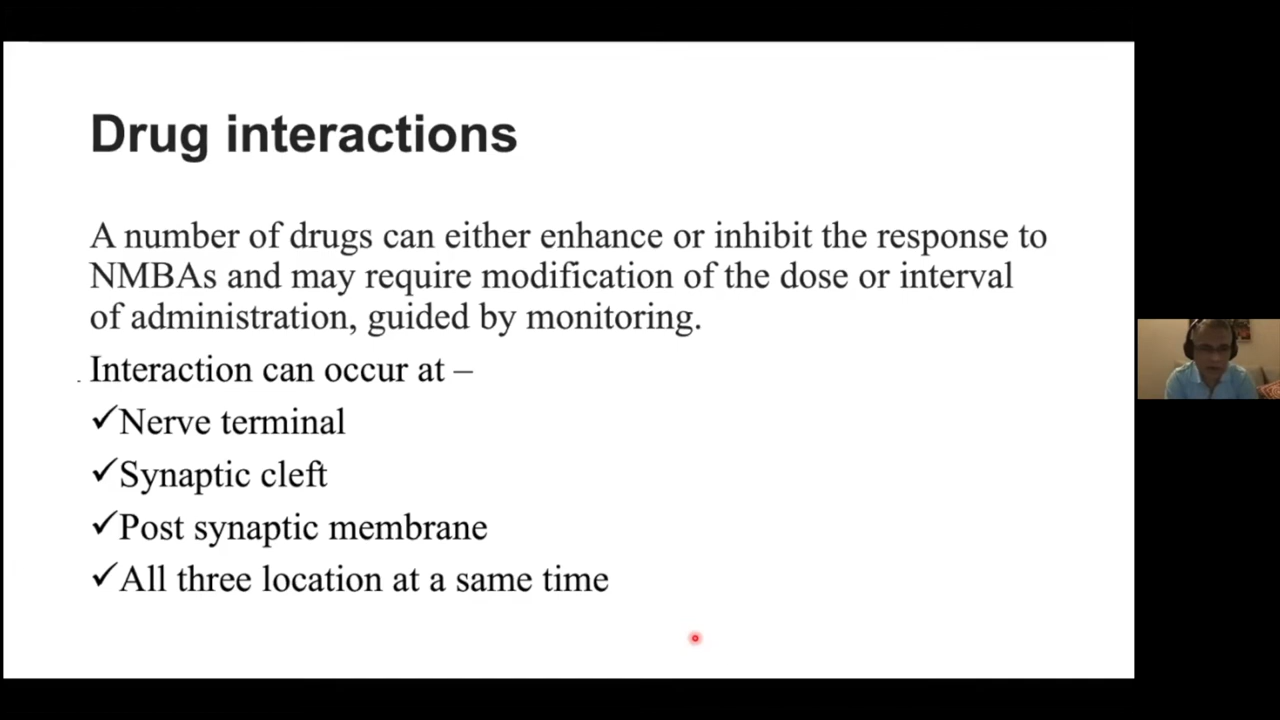 Drug interactions
A number of drugs can either enhance or inhibit the response to
NMBAs and may require modification of the dose or interval
of administration, guided by monitoring.
. Interaction can occur at –
✓Nerve terminal
✓Synaptic cleft
✓Post synaptic membrane
✓All three location at a same time